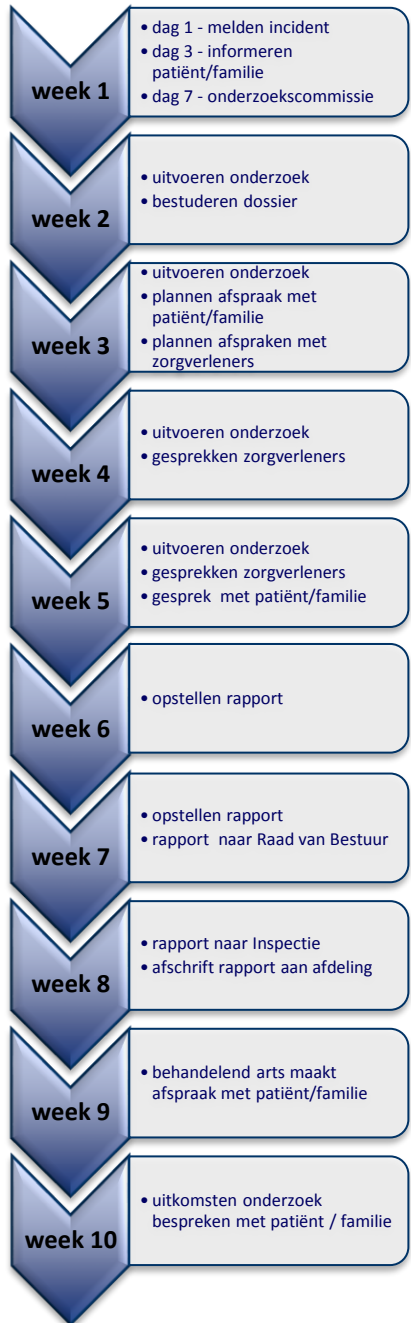 week 1
• dag 1 - melden incident
• dag 3 - informeren
patiënt/familie
• dag 7 - onderzoekscommissie
week 2
• uitvoeren onderzoek
• bestuderen dossier
week 3
• uitvoeren onderzoek
• plannen afspraak met
patiënt/familie
• plannen afspraken met
zorgverleners
week 4
• uitvoeren onderzoek
• gesprekken zorgverleners
week 5
• uitvoeren onderzoek
• gesprekken zorgverleners
• gesprek met patiënt/familie
week 6
• opstellen rapport
week 7
• opstellen rapport
• rapport naar Raad van Bestuur
week 8
• rapport naar Inspectie
• afschrift rapport aan afdeling
week 9
• behandelend arts maakt
afspraak met patiënt/familie
week 10
• uitkomsten onderzoek
bespreken met patiënt / familie